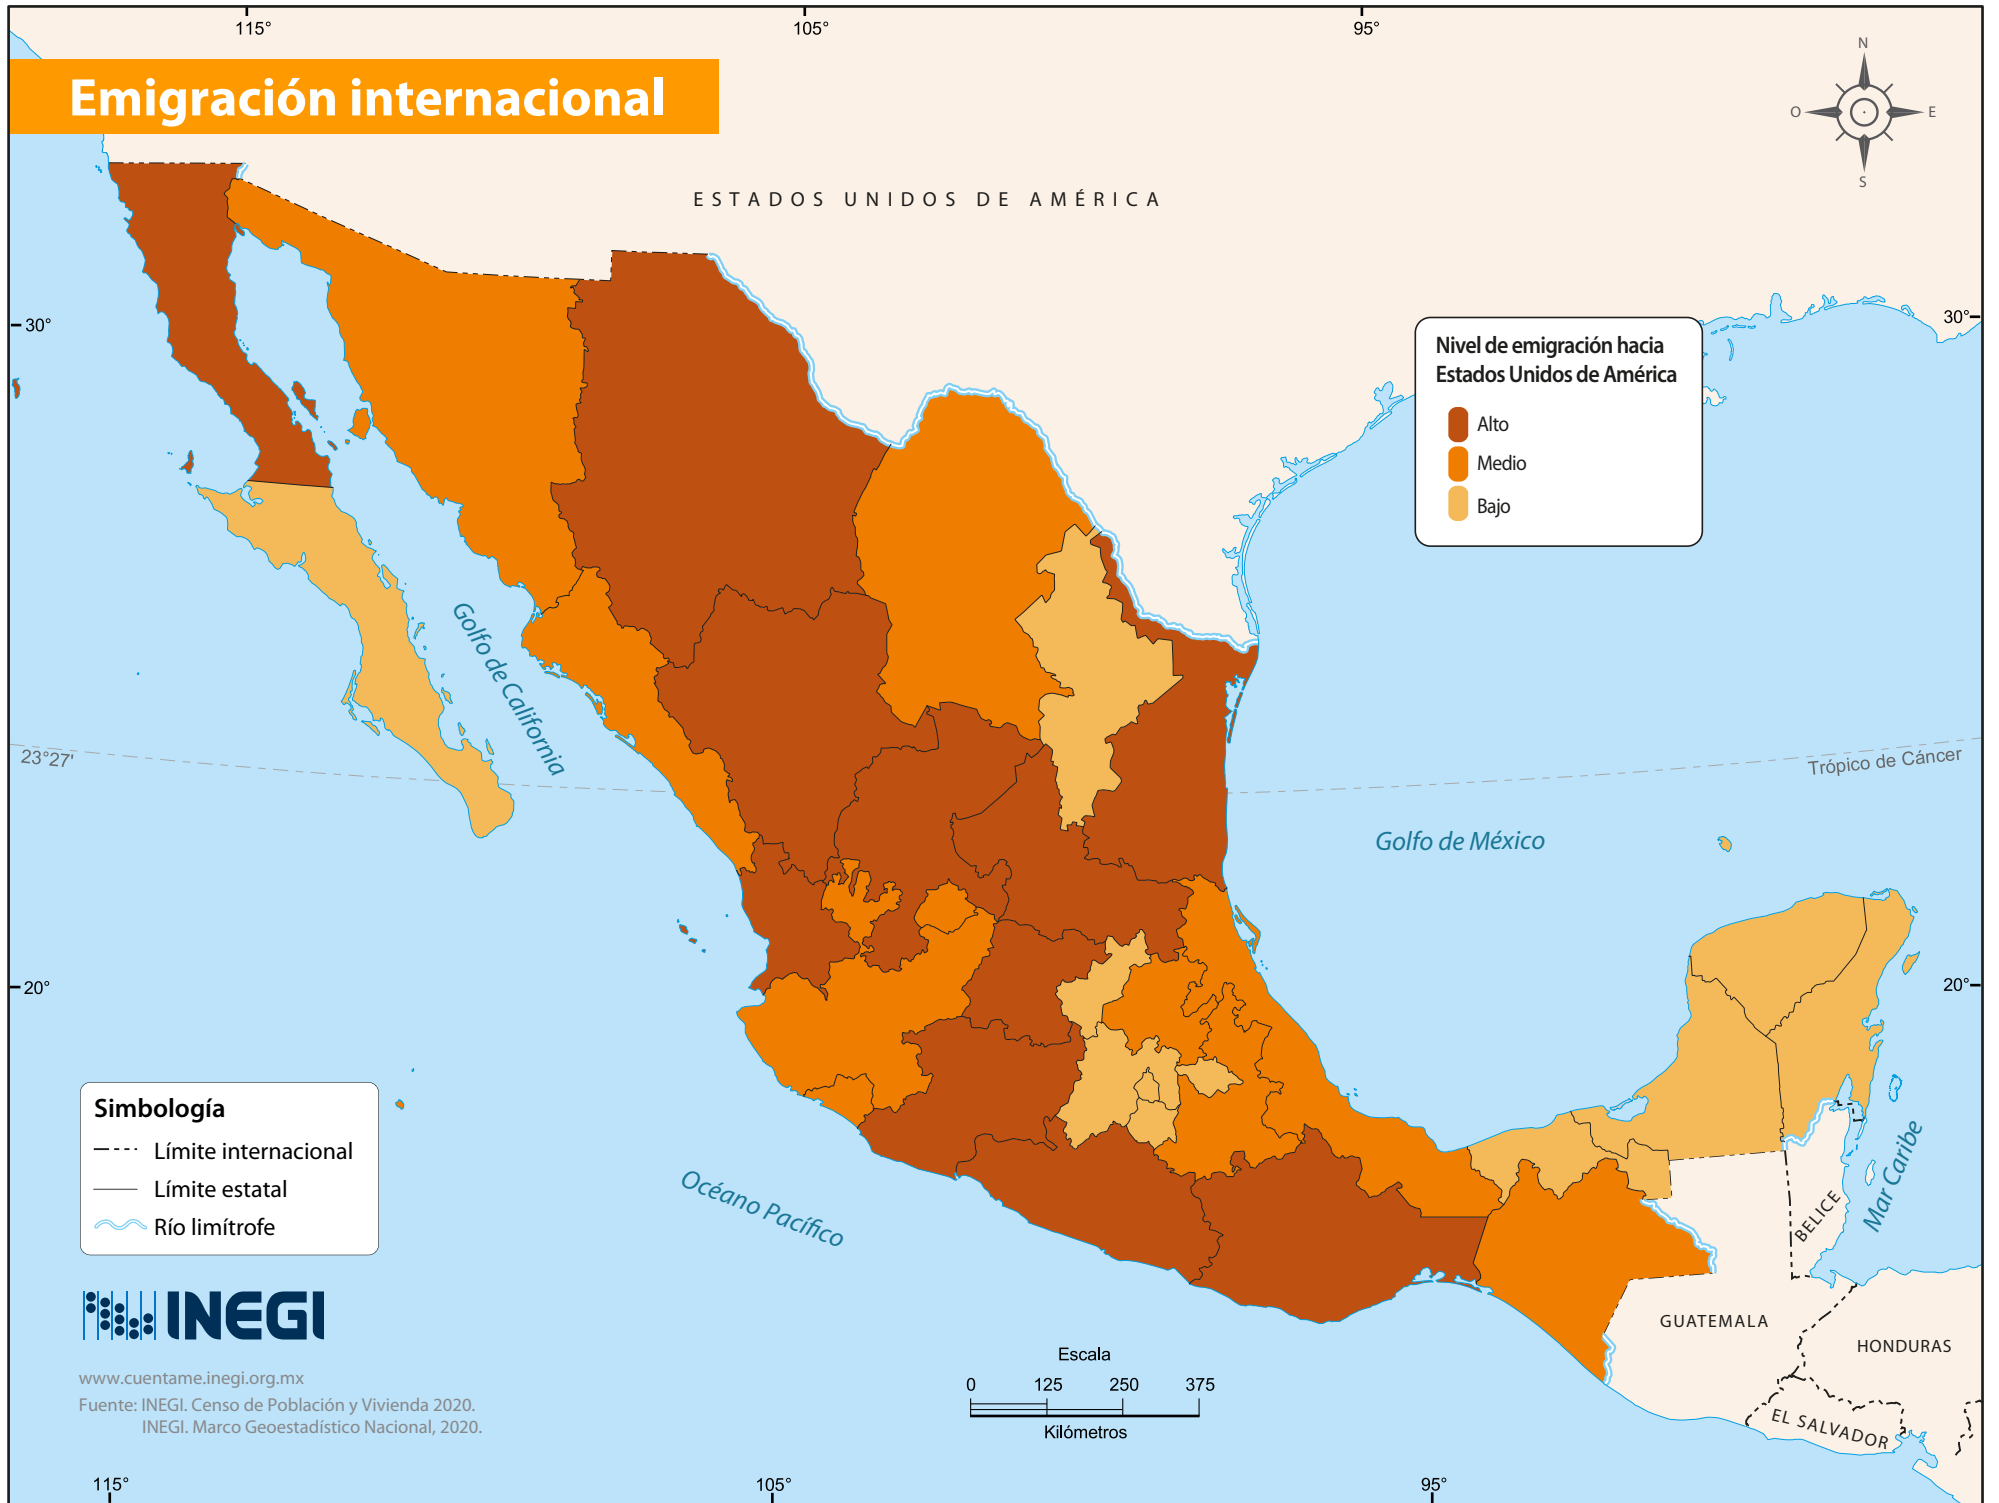 115°
105°
95°
Emigración internacional
N
O
E
S
ESTADOS UNIDOS DE AMÉRICA
30°
30°
Nivel de emigración hacia
Estados Unidos de América
Alto
Medio
Bajo
Golfo de California
23°27'
Trópico de Cáncer
Golfo de México
20°
20°
Simbología
Límite internacional
Límite estatal
Río limítrofe
Océano Pacífico
Mar Caribe
BELICE
INEGI
GUATEMALA
HONDURAS
EL SALVADOR
Escala
0 125 250 375
Kilómetros
www.cuentame.inegi.org.mx
Fuente: INEGI. Censo de Población y Vivienda 2020.
INEGI. Marco Geoestadístico Nacional, 2020.
115°
105°
95°